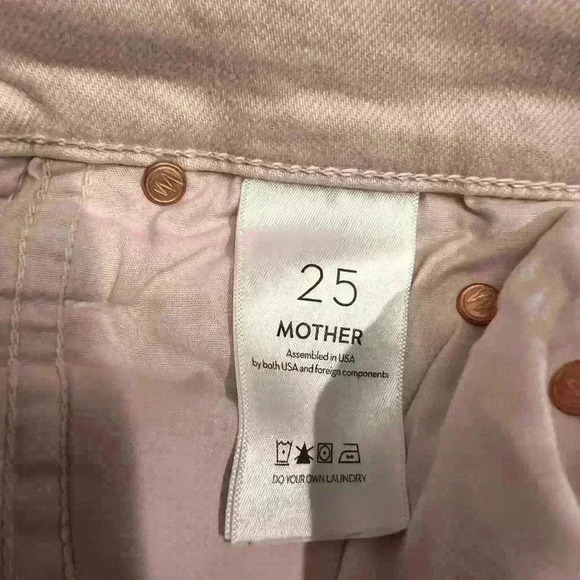 25
MOTHER
Assembled in USA
by both USA and foreign components
DO YOUR OWN LAUNDRY